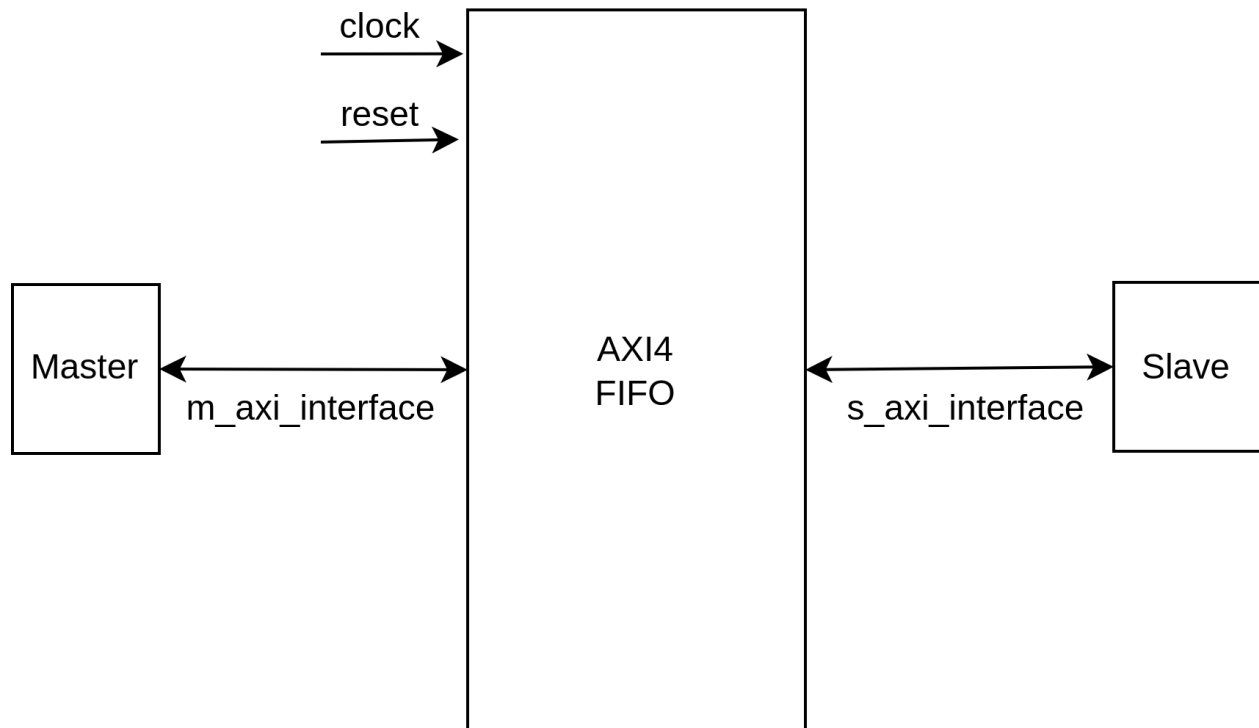 clock
reset
Master
m_axi_interface
AXI4
FIFO
s_axi_interface
Slave